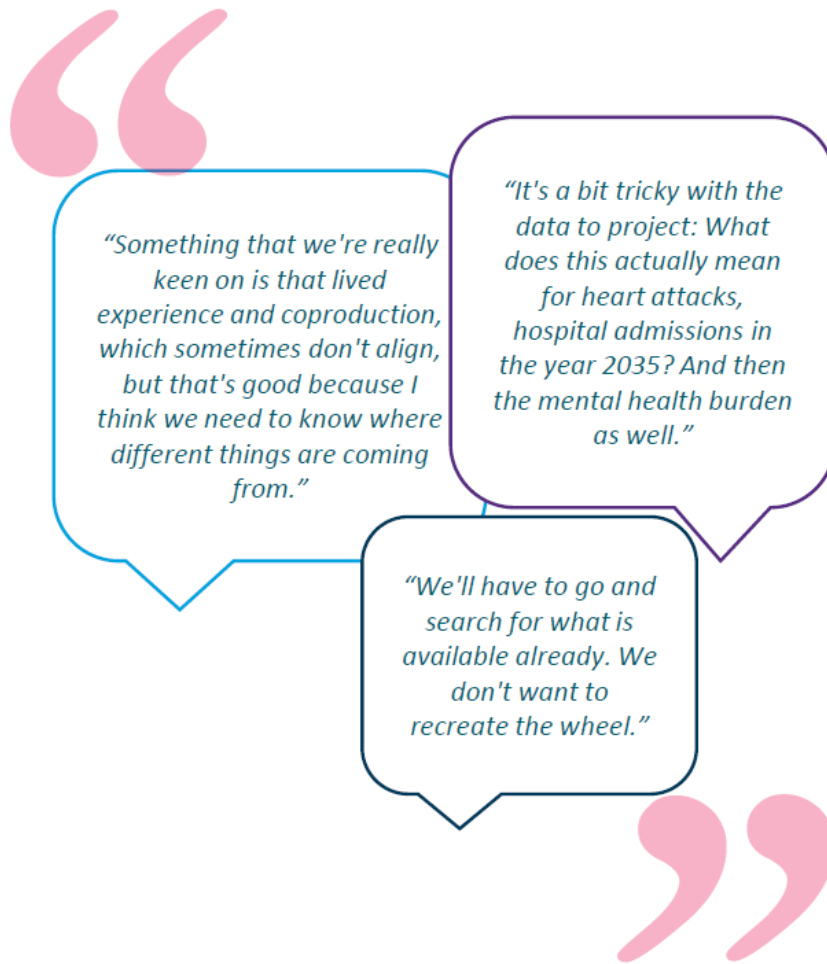 “Something that we're really
keen on is that lived
experience and coproduction,
which sometimes don't align,
but that's good because I
think we need to know where
different things are coming
from.”
“It's a bit tricky with the
data to project: What
does this actually mean
for heart attacks,
hospital admissions in
the year 2035? And then
the mental health burden
as well.”
“We'll have to go and
search for what is
available already. We
don't want to
recreate the wheel.”